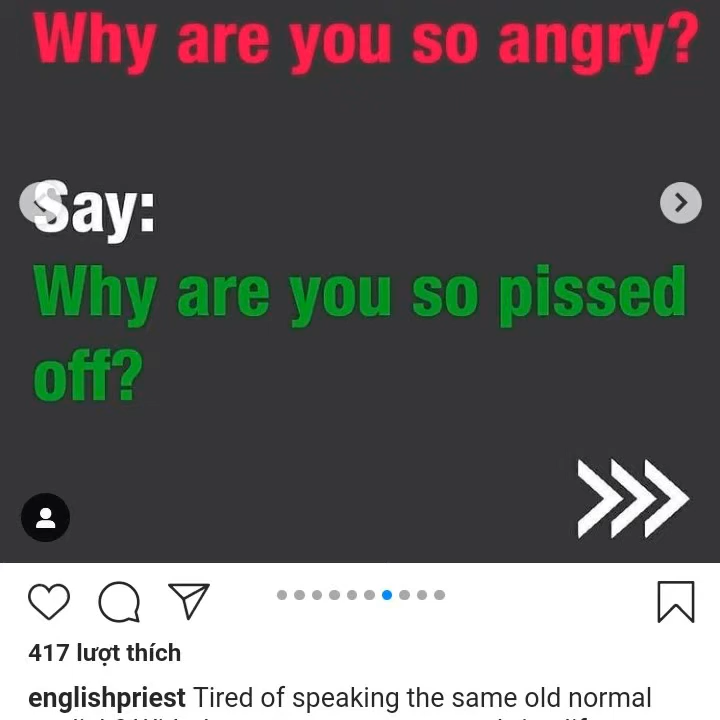 Why are you so angry?
Say:
Why are you so pissed
off?
417 lượt thích
englishpriest Tired of speaking the same old normal